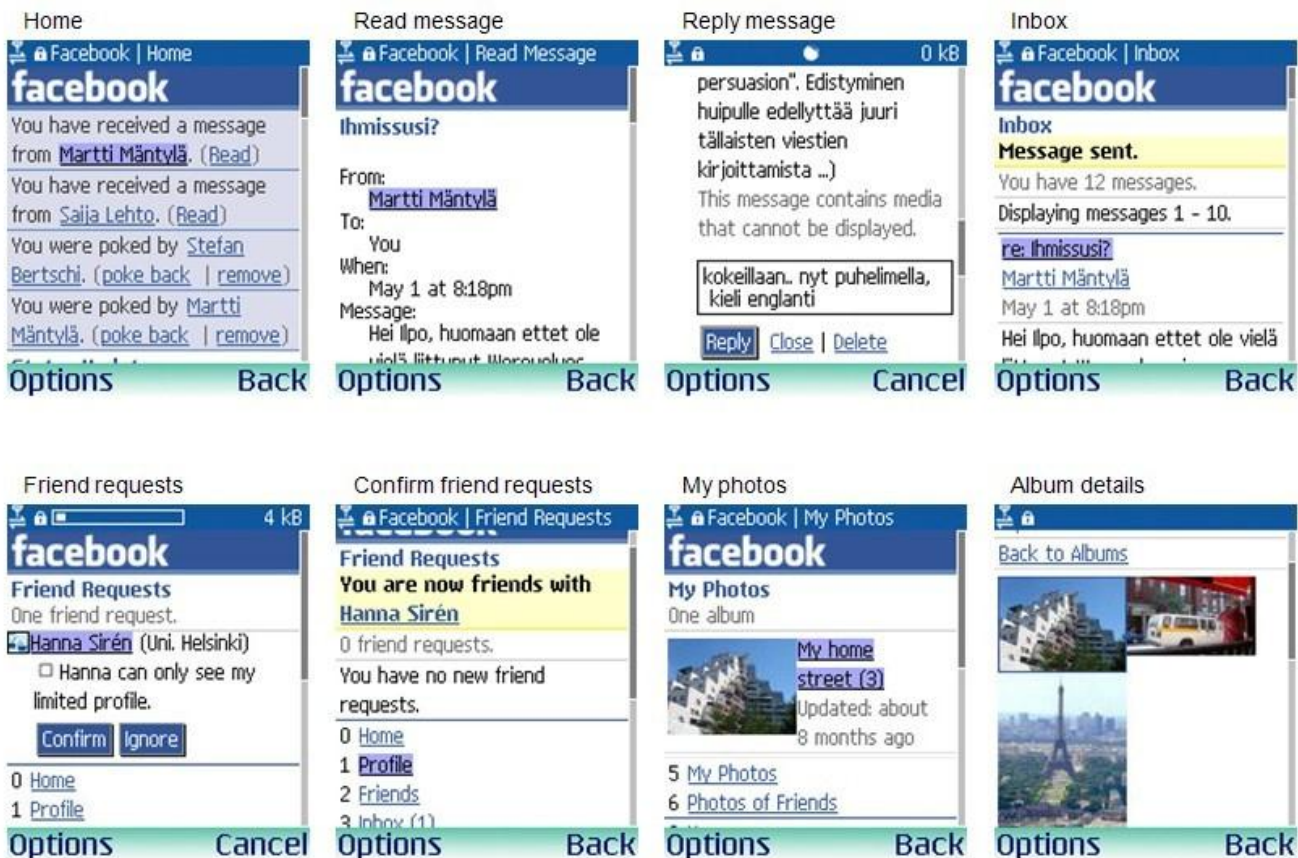 Home
Facebook | Home
facebook
You have received a message
from Martti Mäntylä. (Read)
You have received a message
from Saija Lehto. (Read)
You were poked by Stefan
Bertschi. (poke back | remove)
You were poked by Martti
Mäntylä. (poke back | remove)
Options Back
Read message
Facebook | Read Message
facebook
Ihmissusi?
From:
Martti Mäntylä
To:
You
When:
May 1 at 8:18pm
Message:
Hei Ilpo, huomaan ettet ole
vielä liittynyt
Options Back
Reply message
0 kB
persuasion". Edistyminen
huipulle edellyttää juuri
tällaisten viestien
kirjoittamista ...)
This message contains media
that cannot be displayed.
kokeillaan.. nyt puhelimella,
kieli englanti
Reply Close | Delete
Options Cancel
Inbox
Facebook | Inbox
facebook
Inbox
Message sent.
You have 12 messages.
Displaying messages 1 - 10.
re: Ihmissusi?
Martti Mäntylä
May 1 at 8:18pm
Hei Ilpo, huomaan ettet ole vielä
Options Back
Friend requests
4 kB
facebook
Friend Requests
One friend request.
Hanna Sirén (Uni. Helsinki)
Hanna can only see my
limited profile.
Confirm Ignore
0 Home
1 Profile
Options Cancel
Confirm friend requests
Facebook | Friend Requests
Friend Requests
You are now friends with
Hanna Sirén
0 friend requests.
You have no new friend
requests.
0 Home
1 Profile
2 Friends
3 Inbox (1)
Options Back
My photos
Facebook | My Photos
facebook
My Photos
One album
My home
street (3)
Updated: about
8 months ago
5 My Photos
6 Photos of Friends
Options Back
Album details
Back to Albums
Options Back